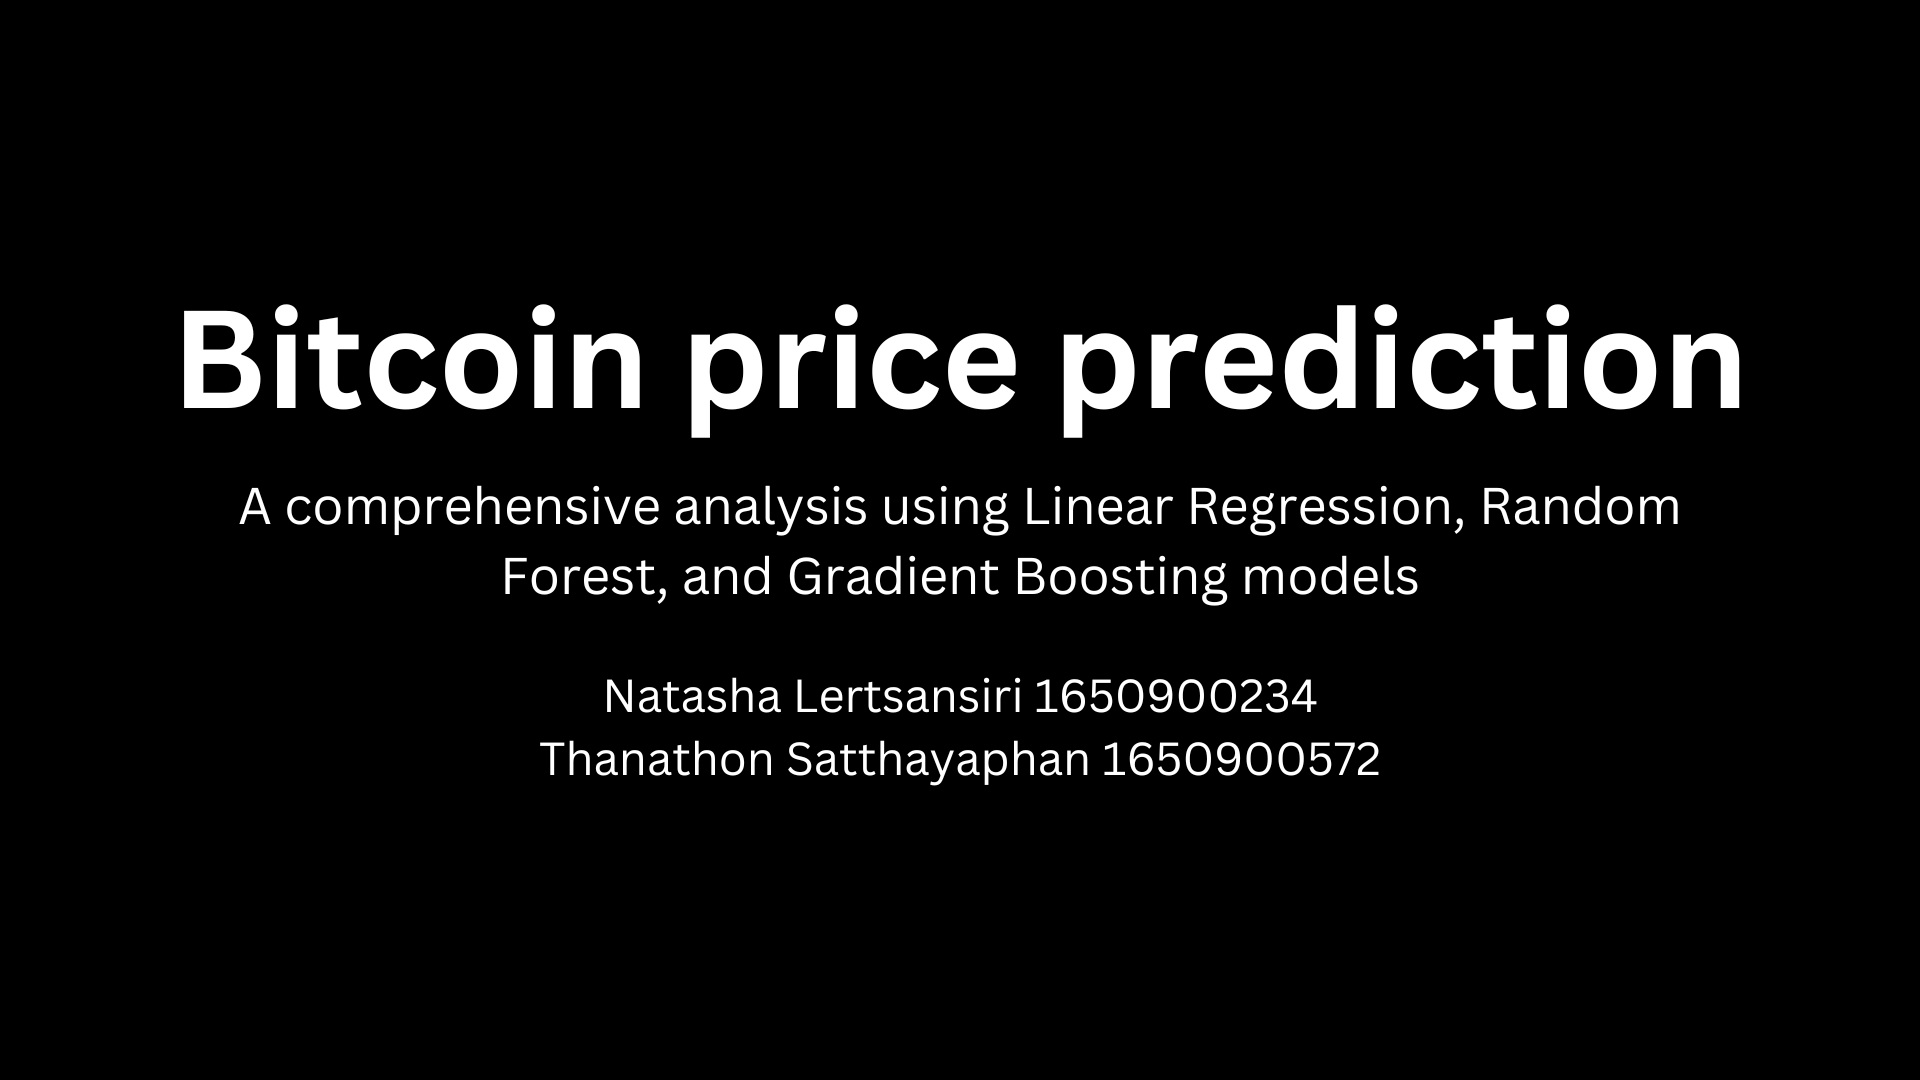 Bitcoin price prediction
A comprehensive analysis using Linear Regression, Random
Forest, and Gradient Boosting models
Natasha Lertsansiri 1650900234
Thanathon Satthayaphan 1650900572